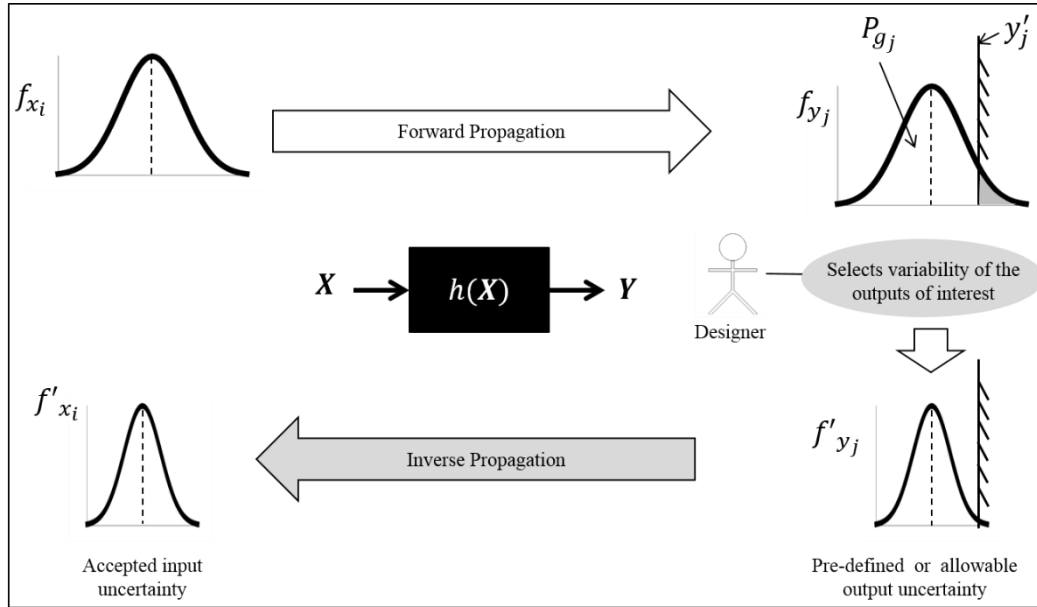 f_{x_i}
Forward Propagation
P_{g_j}
y'_j
f_{y_j}
X
h(X)
Y
Designer
Selects variability of the
outputs of interest
f'_{x_i}
Inverse Propagation
f'_{y_j}
Accepted input
uncertainty
Pre-defined or allowable
output uncertainty